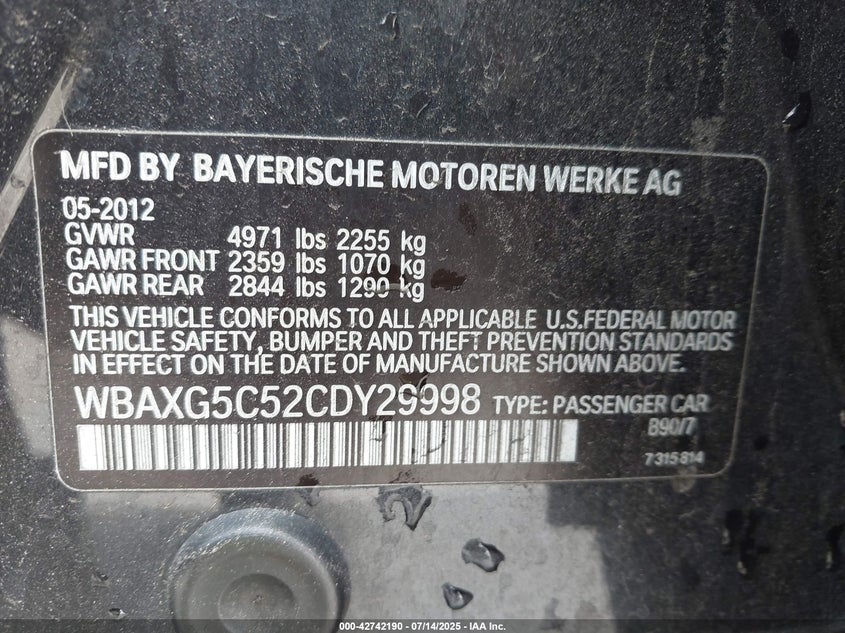 MFD BY BAYERISCHE MOTOREN WERKE AG
05-2012
GVWR 4971 lbs 2255 kg
GAWR FRONT 2359 lbs 1070 kg
GAWR REAR 2844 lbs 1290 kg
THIS VEHICLE CONFORMS TO ALL APPLICABLE U.S.FEDERAL MOTOR
VEHICLE SAFETY, BUMPER AND THEFT PREVENTION STANDARDS
IN EFFECT ON THE DATE OF MANUFACTURE SHOWN ABOVE.
WBAXG5C52CDY29998 TYPE: PASSENGER CAR
B90/7
7 315 814
000-42742190 - 07/14/2025 - IAA Inc.